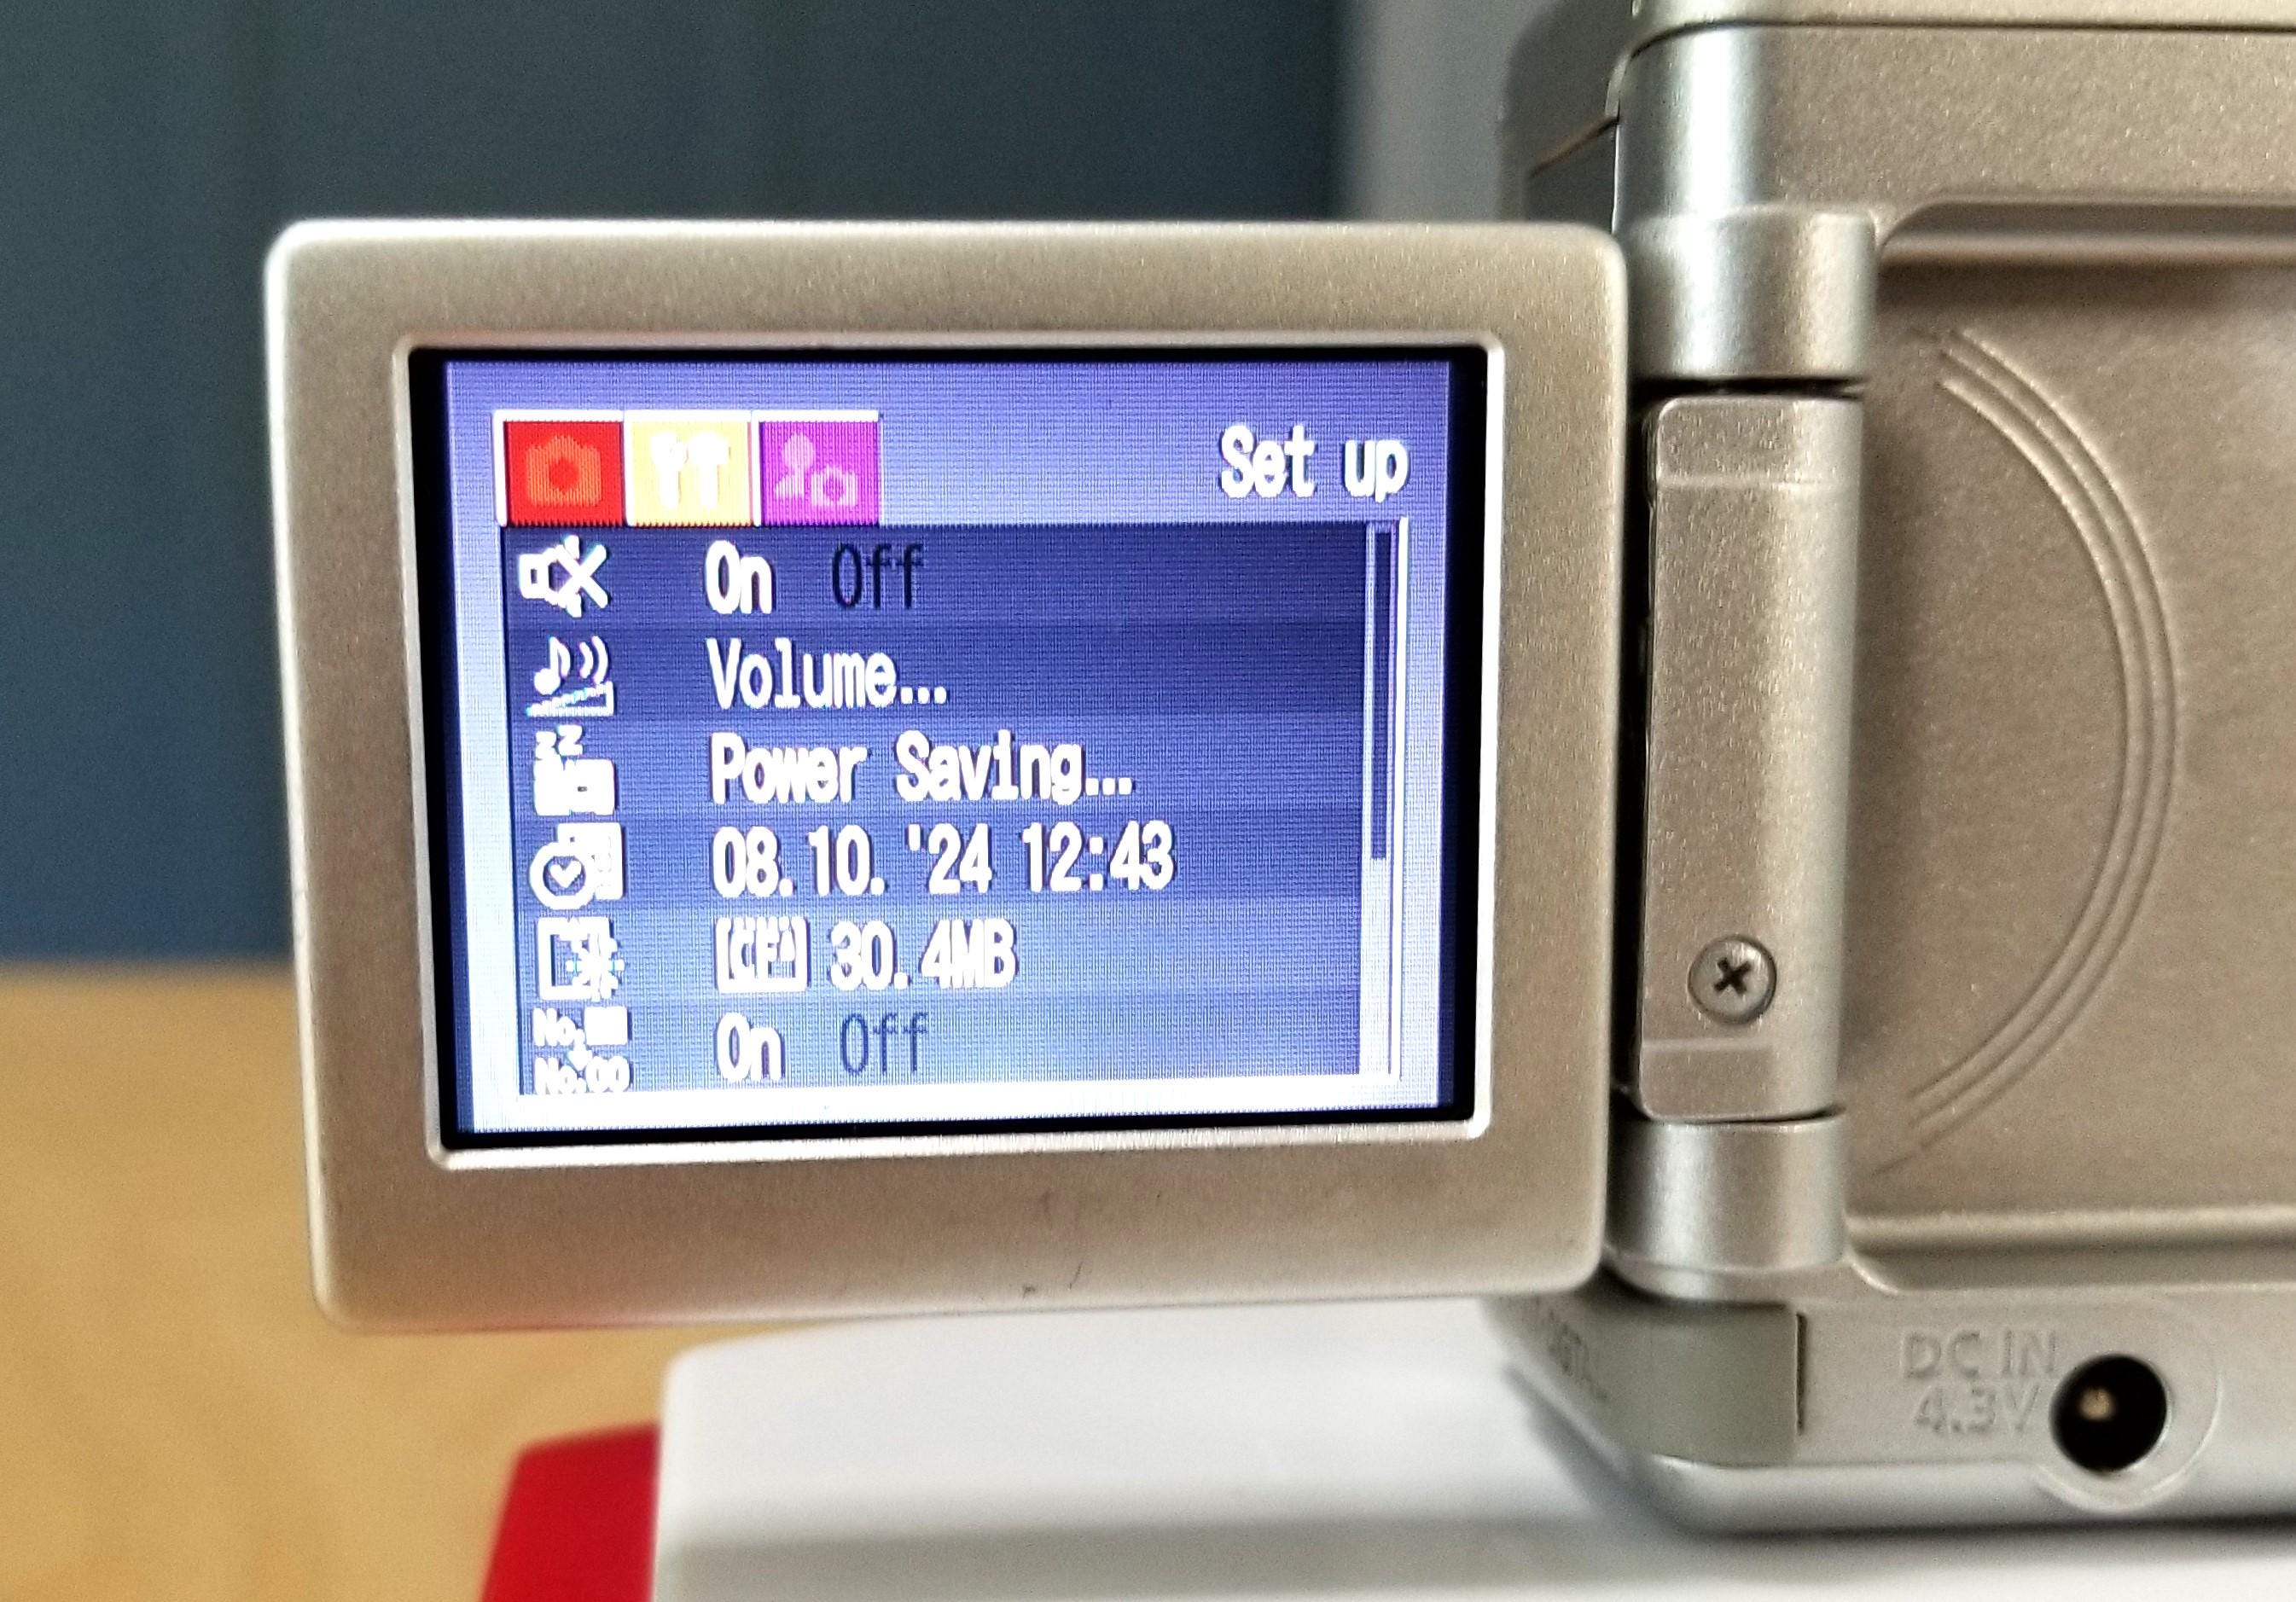 Set up
On Off
Volume...
Power Saving...
08.10.'24 12:43
30.4MB
No.
On Off
DC IN
4.3V